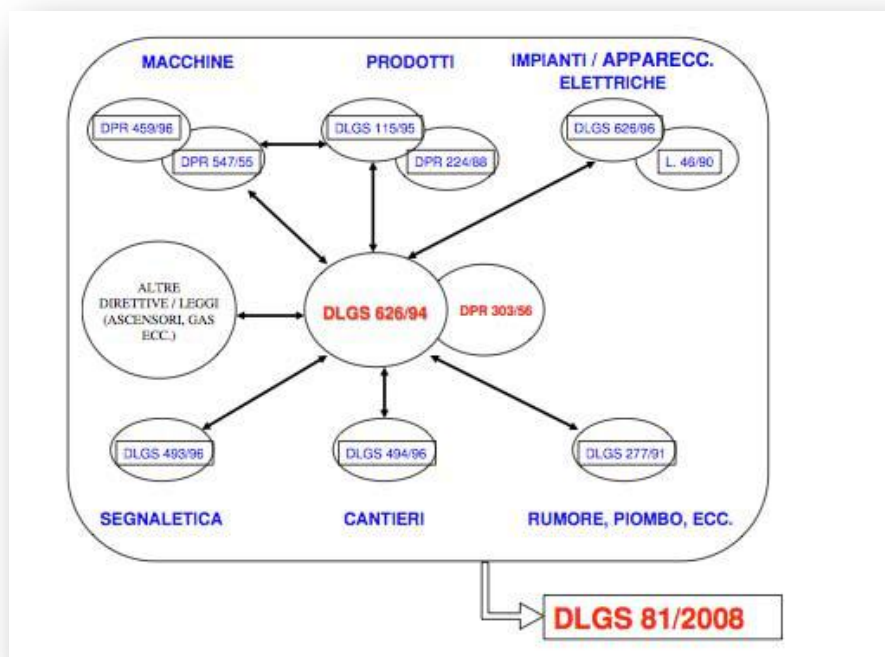 MACCHINE
PRODOTTI
IMPIANTI / APPARECC.
ELETTRICHE
DPR 459/96
DPR 547/55
DLGS 115/95
DPR 224/88
DLGS 626/96
L. 46/90
ALTRE
DIRETTIVE / LEGGI
(ASCENSORI, GAS
ECC.)
DLGS 626/94
DPR 303/56
DLGS 493/96
DLGS 494/96
DLGS 277/91
SEGNALETICA
CANTIERI
RUMORE, PIOMBO, ECC.
DLGS 81/2008